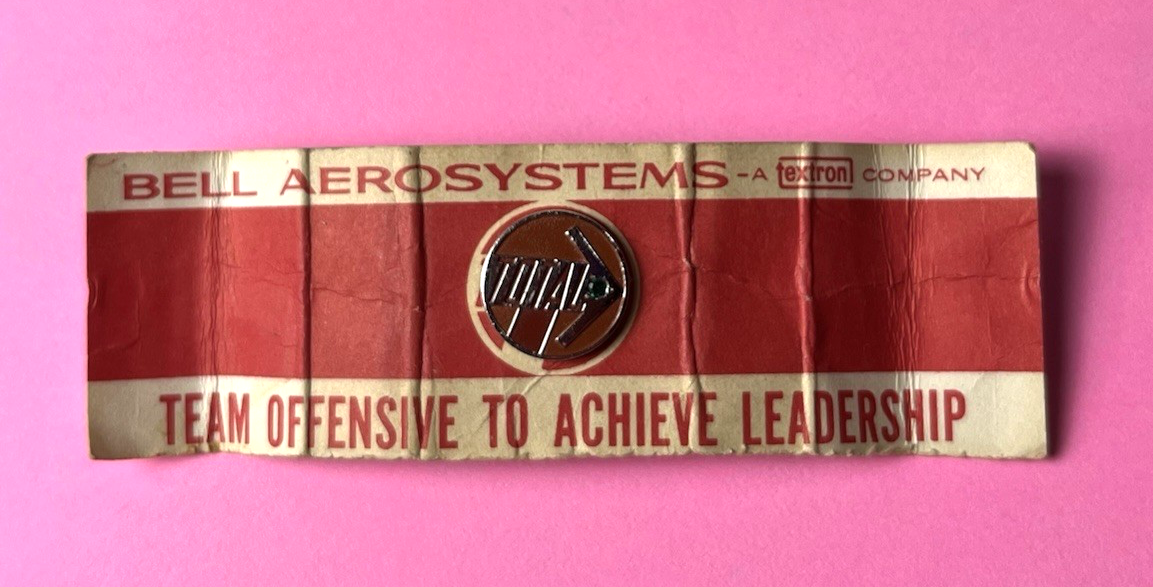 BELL AEROSYSTEMS - A textron COMPANY
TOTAL
TEAM OFFENSIVE TO ACHIEVE LEADERSHIP